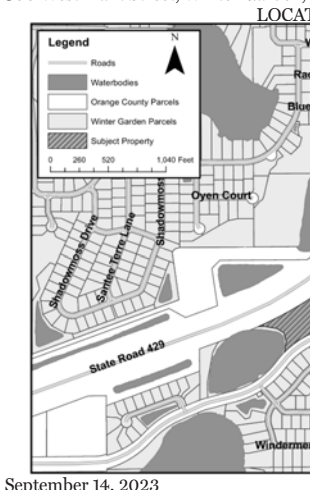 LOCAT
Legend
N
Roads
Waterbodies
Orange County Parcels
Winter Garden Parcels
Subject Property
0 260 520 1,040 Feet
Blue
Oyen Court
Shadowmoss
Shadowmoss Drive
Santee Terre Lane
State Road 429
Windermer
September 14, 2023